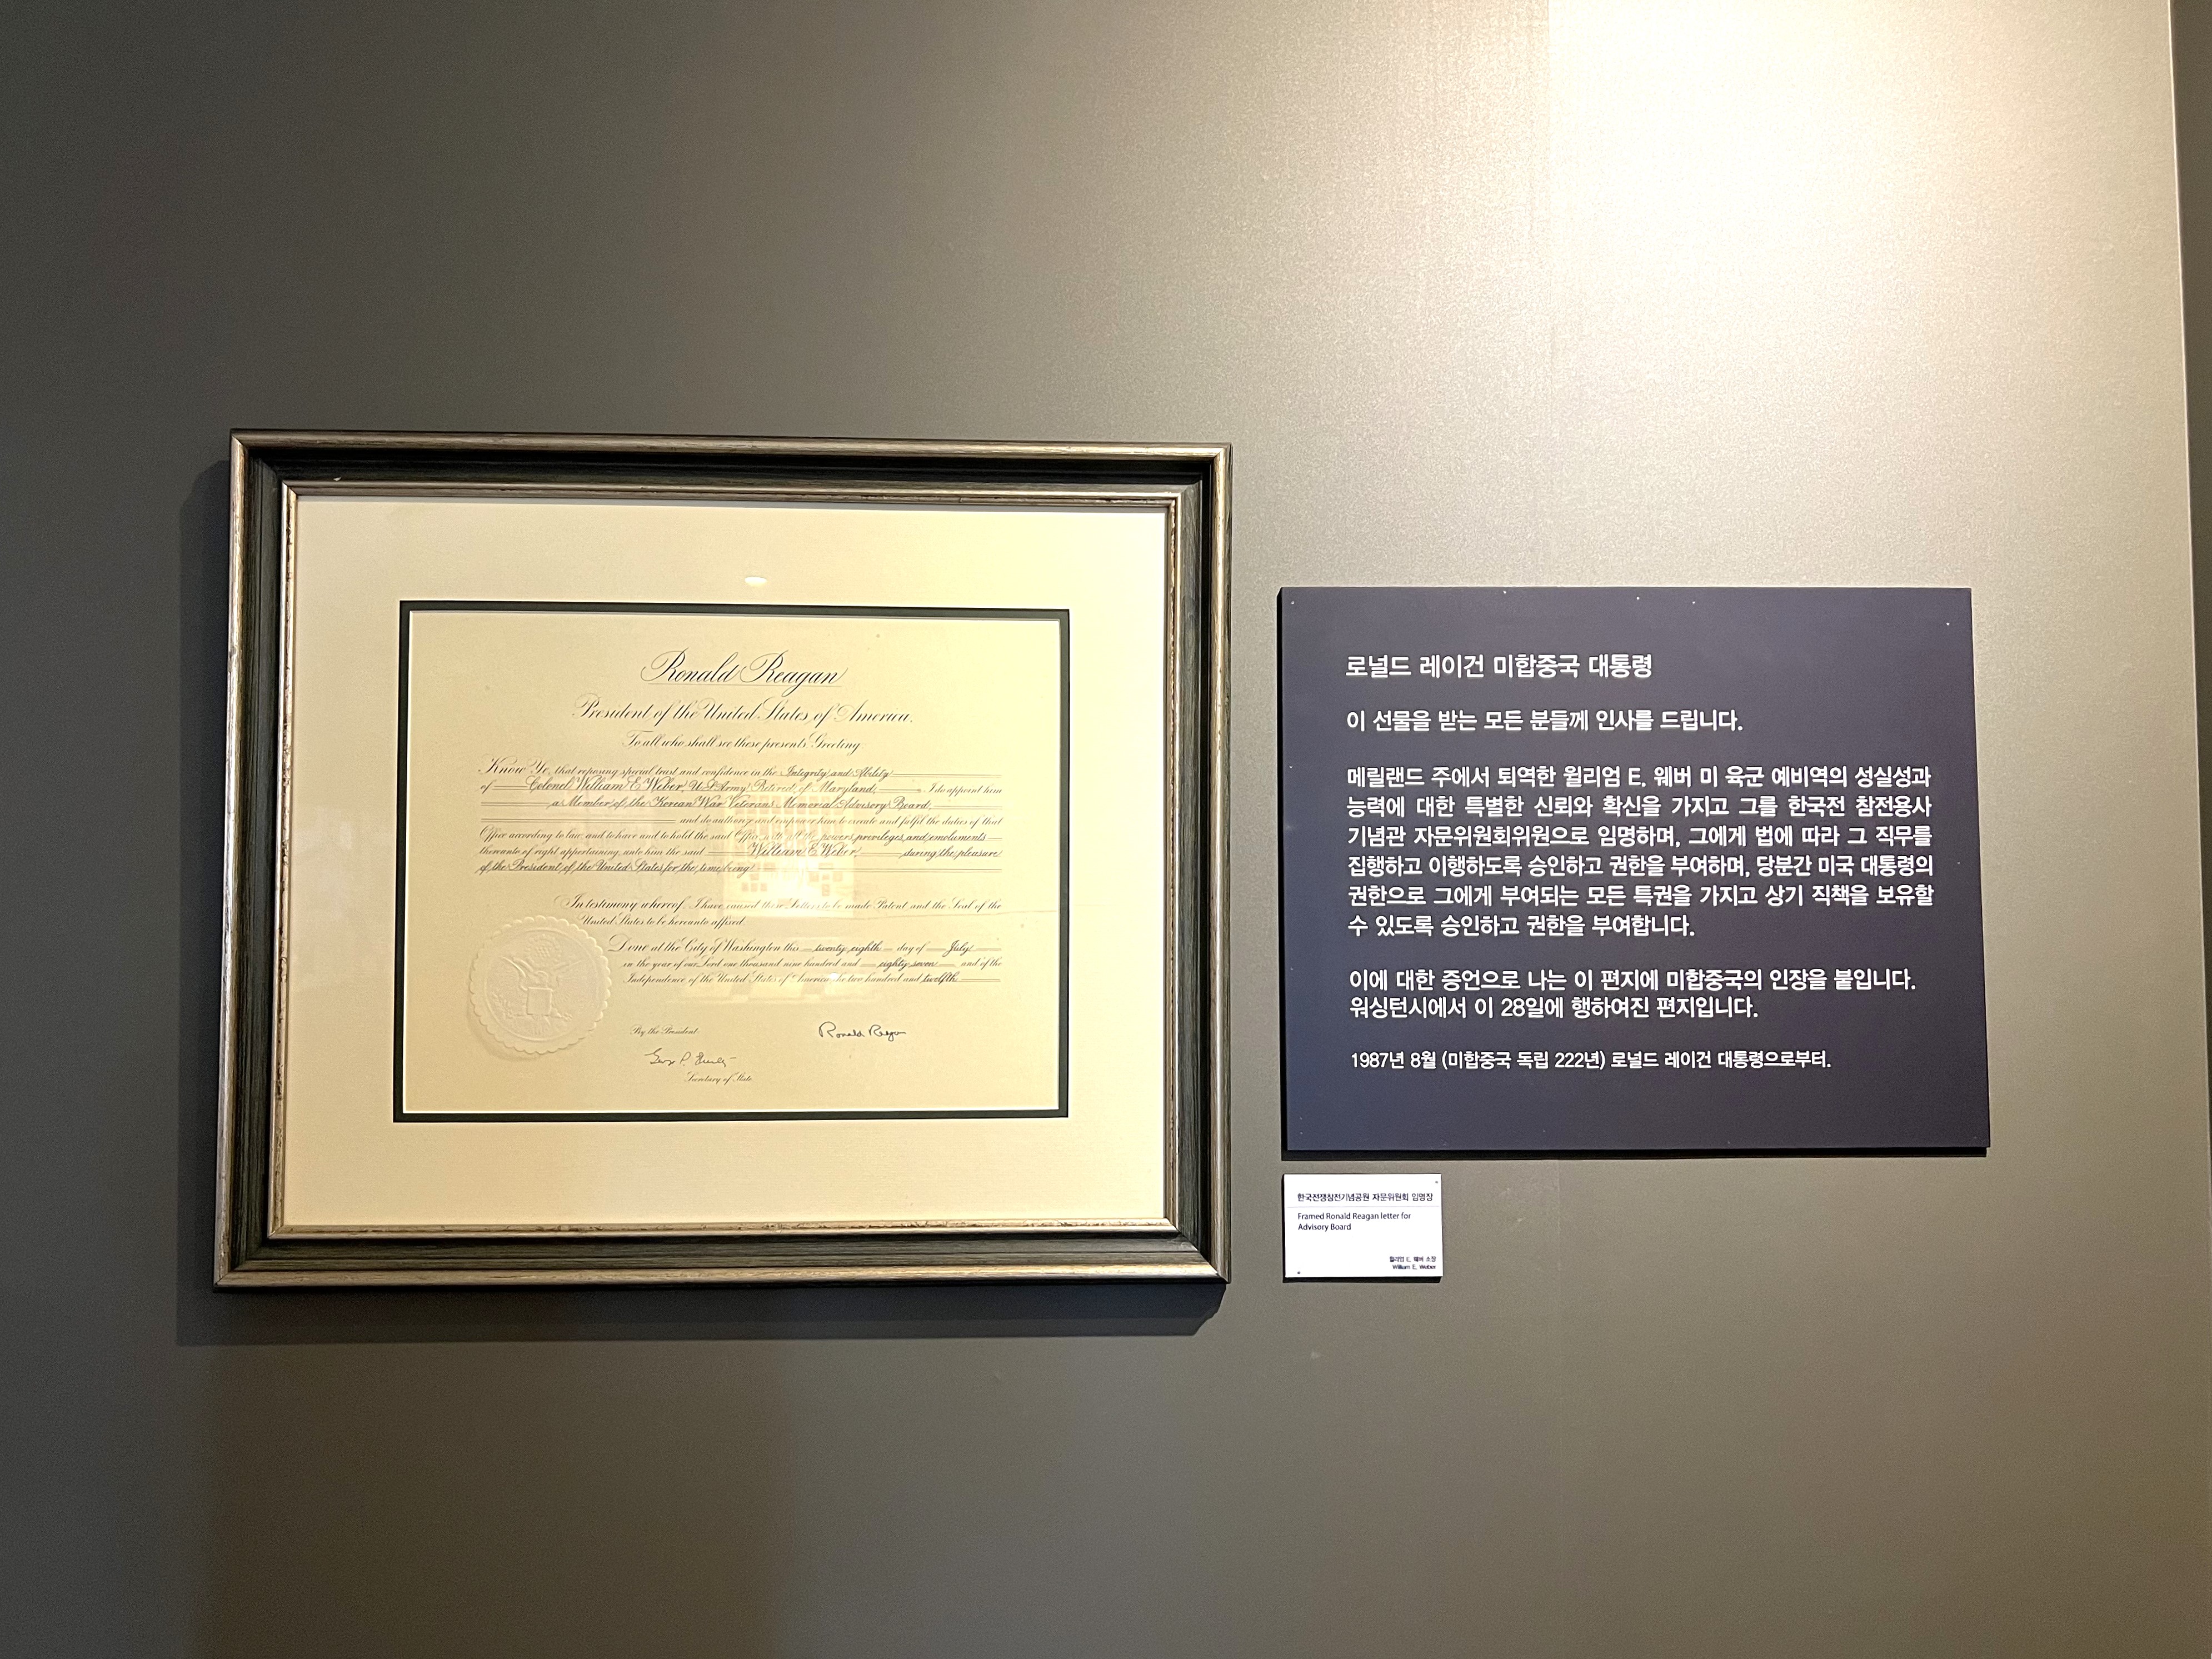 Ronald Reagan
President of the United States of America.
To all who shall see these presents Greeting
Know Ye, that reposing special trust and confidence in the Integrity and Ability
of Colonel William E Weber, US Army Retired, of Maryland, I do appoint him
a Member of the Korean War Veterans Memorial Advisory Board,
and do authorize and empower him to execute and fulfil the duties of that
Office according to law, and to have and to hold the said Office, with all the powers, privileges, and emoluments
thereunto of right appertaining, unto him the said William E Weber, during the pleasure
of the President of the United States for the time being
In testimony whereof, I have caused these Letters to be made Patent and the Seal of the
United States to be hereunto affixed.
Done at the City of Washington this twenty eighth day of July
in the year of our Lord one thousand nine hundred and eighty seven and of the
Independence of the United States of America the two hundred and twelfth
By the President
Ronald Reagan
Secretary of State
로널드 레이건 미합중국 대통령
이 선물을 받는 모든 분들께 인사를 드립니다.
메릴랜드 주에서 퇴역한 윌리엄 E. 웨버 미 육군 예비역의 성실성과
능력에 대한 특별한 신뢰와 확신을 가지고 그를 한국전 참전용사
기념관 자문위원회위원으로 임명하며, 그에게 법에 따라 그 직무를
집행하고 이행하도록 승인하고 권한을 부여하며, 당분간 미국 대통령의
권한으로 그에게 부여되는 모든 특권을 가지고 상기 직책을 보유할
수 있도록 승인하고 권한을 부여합니다.
이에 대한 증언으로 나는 이 편지에 미합중국의 인장을 붙입니다.
워싱턴시에서 이 28일에 행하여진 편지입니다.
1987년 8월 (미합중국 독립 222년) 로널드 레이건 대통령으로부터.
한국전쟁참전기념공원 자문위원회 임명장
Framed Ronald Reagan letter for
Advisory Board
윌리엄 E. 웨버 소장
William E. Weber